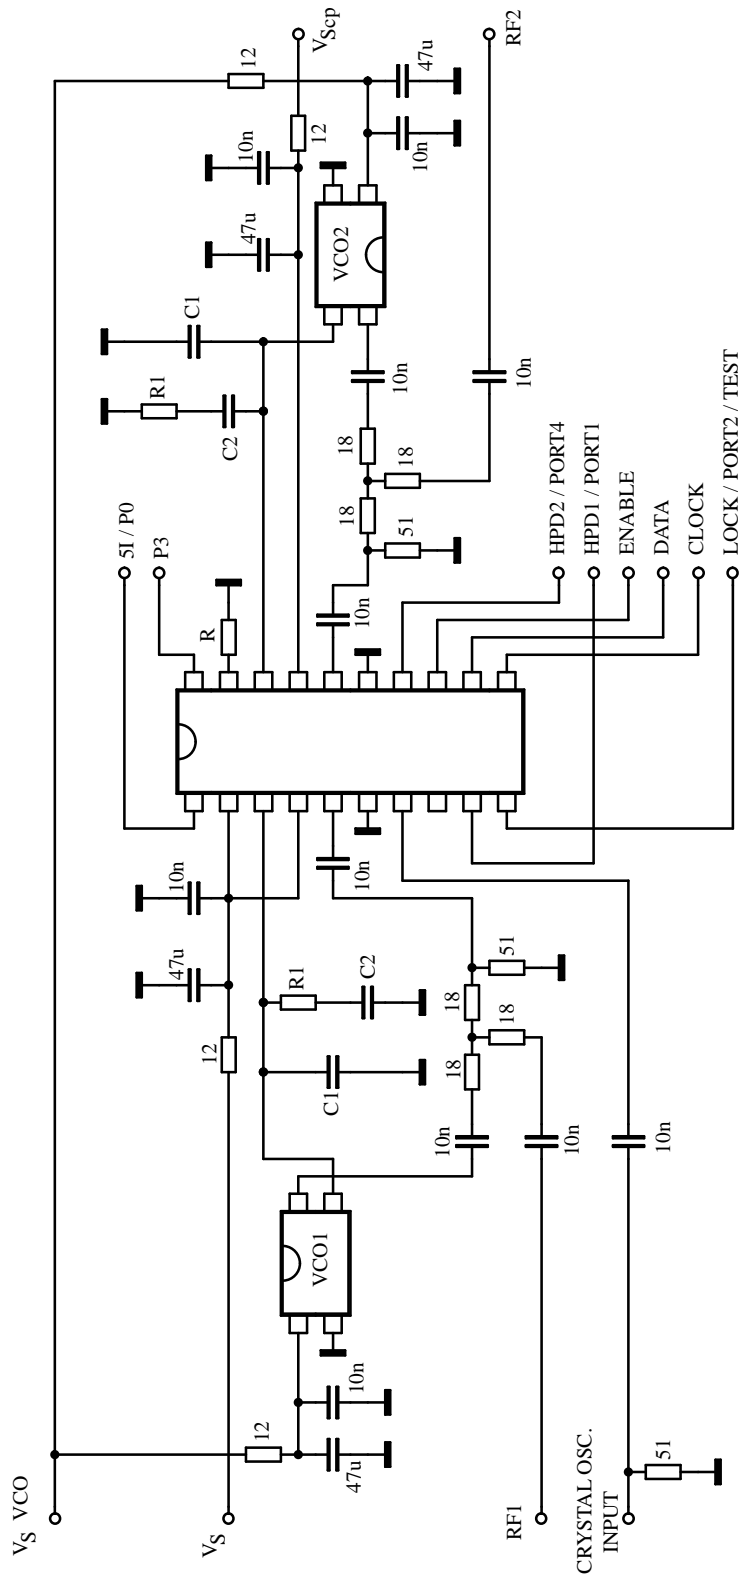 VS VCO
5I / P0
R1
P3
47u
10n
C1
VS
12
R
C2
47u
10n
12
12
R1
VScp
VCO1
12
C1
VCO2
18
47u
10n
10n
10n
18
C2
10n
51
18
10n
47u
10n
18
18
18
51
RF1
RF2
10n
HPD2 / PORT4
10n
CRYSTAL OSC.
INPUT
HPD1 / PORT1
ENABLE
51
10n
DATA
CLOCK
LOCK / PORT2 / TEST